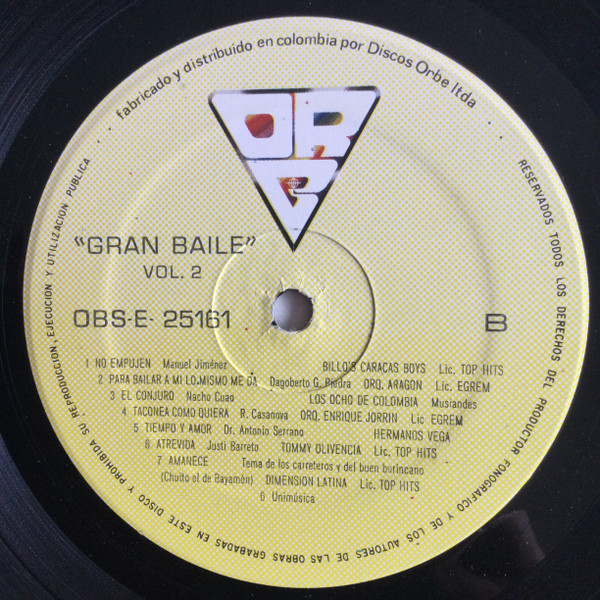 fabricado y distribuido en colombia por Discos Orbe ltda
ORB
"GRAN BAILE"
VOL. 2
OBS-E- 25161
B
1 NO EMPUJEN Manuel Jiménez BILLO'S CARACAS BOYS Lic. TOP HITS
2 PARA BAILAR A MI LO MISMO ME DA Dagoberto G. Piedra ORQ. ARAGON Lic. EGREM
3 EL CONJURO Nacho Cuao LOS OCHO DE COLOMBIA Musiandes
4 TACONEA COMO QUIERA R. Casanova ORQ. ENRIQUE JORRIN Lic EGREM
5 TIEMPO Y AMOR Dr. Antonio Serrano HERMANOS VEGA
6 ATREVIDA Justi Barreto TOMMY OLIVENCIA Lic. TOP HITS
7 AMANECE Tema de los carreteros y del buen burincano
(Chuito el de Bayamón) DIMENSION LATINA Lic. TOP HITS
6 Unimúsica
RESERVADOS TODOS LOS DERECHOS DEL PRODUCTOR FONOGRAFICO Y DE LOS AUTORES DE LAS OBRAS GRABADAS EN ESTE DISCO Y PROHIBIDA SU REPRODUCCION, EJECUCION Y UTILIZACION PUBLICA